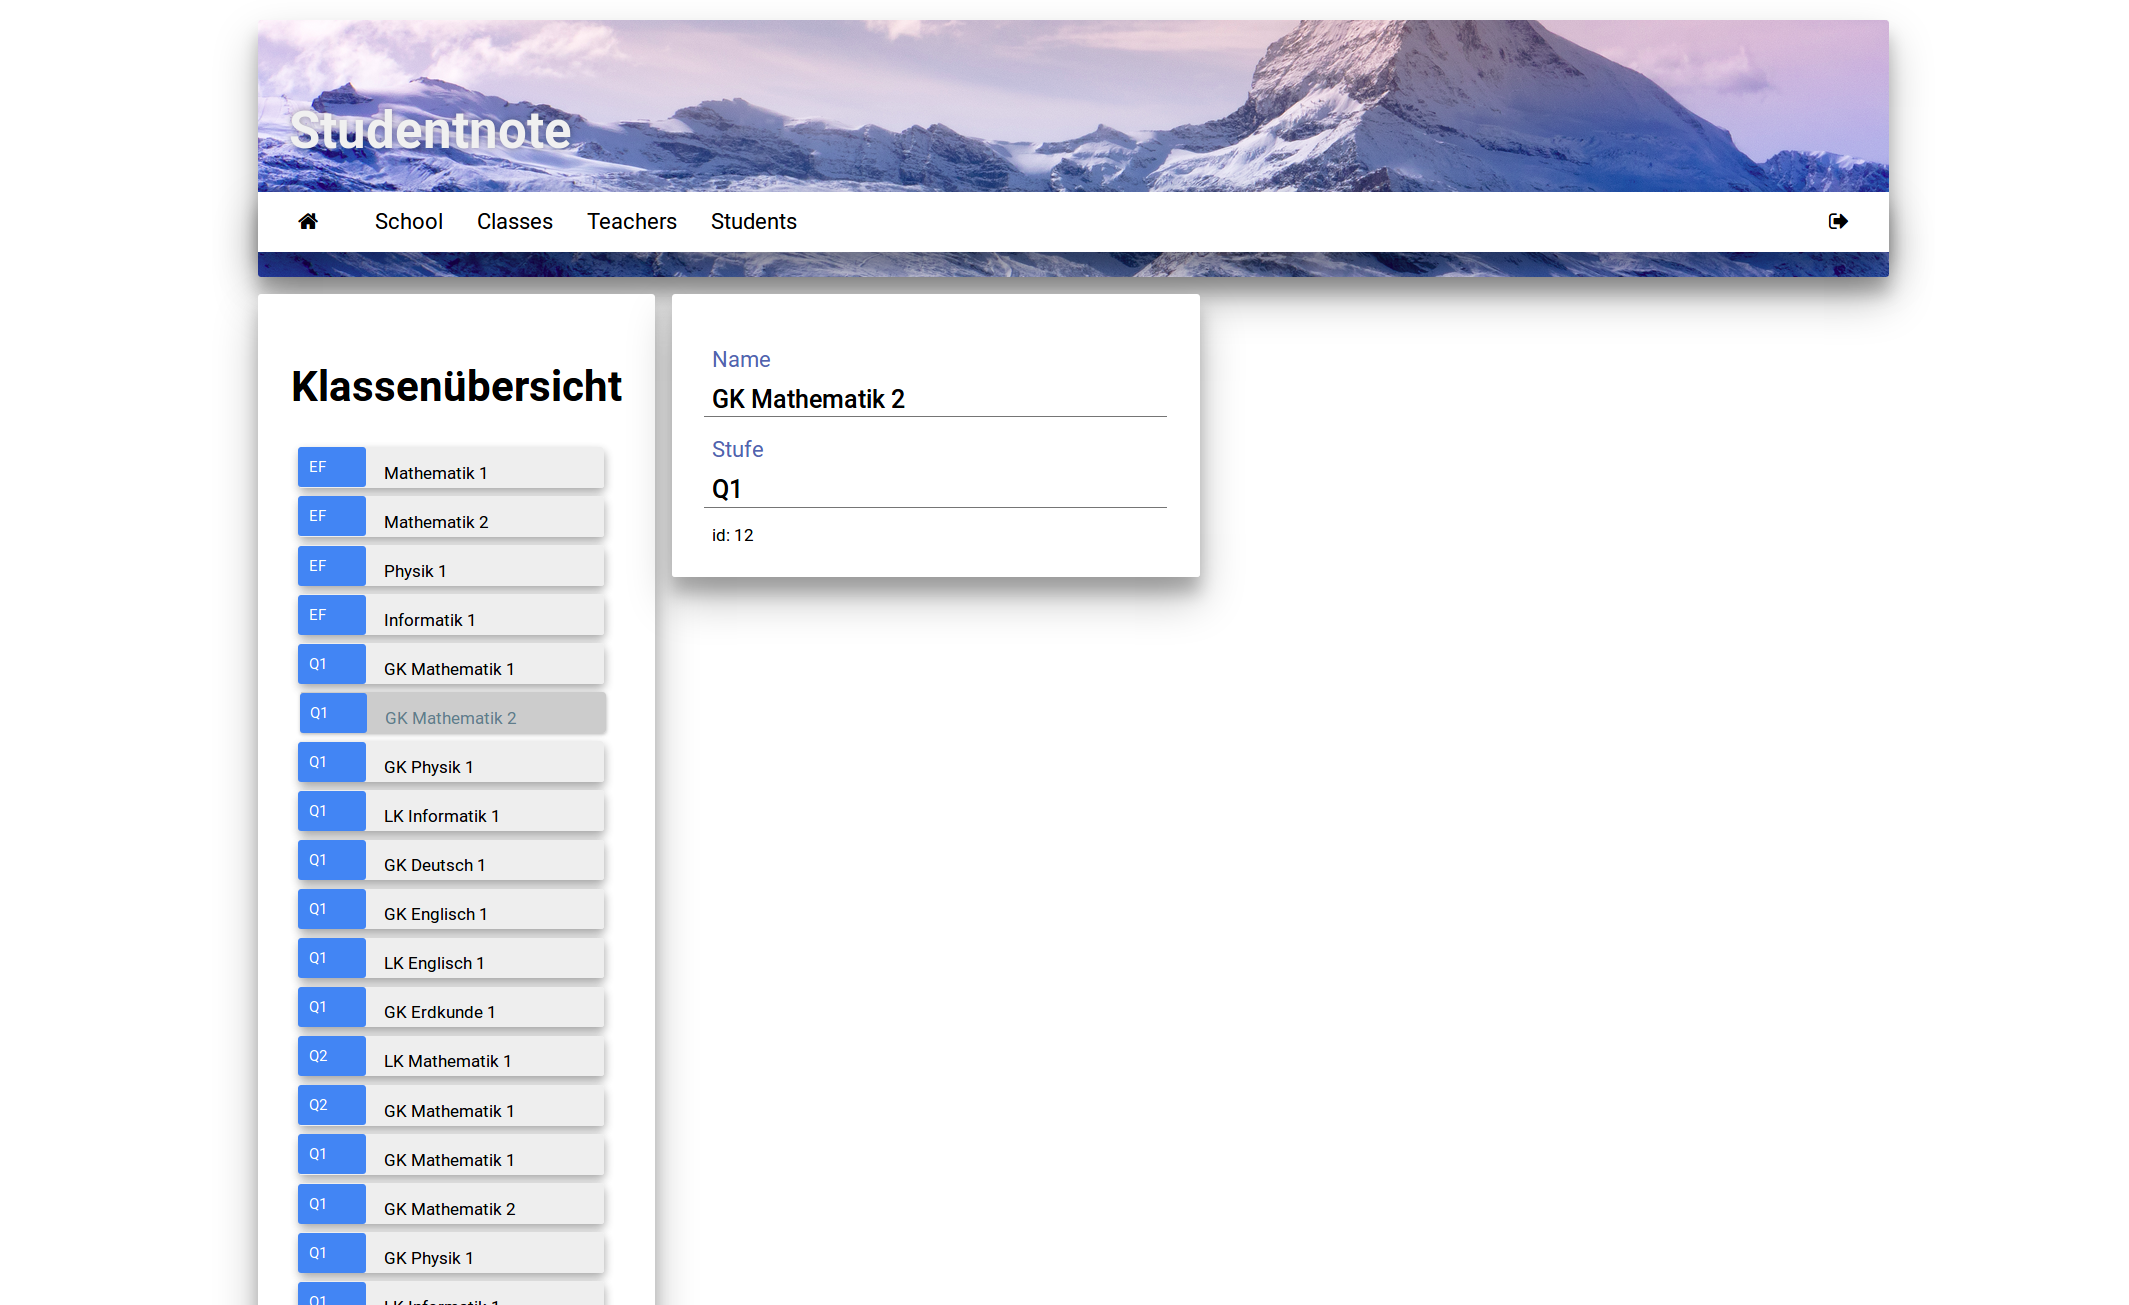 Studentnote
School Classes Teachers Students
Klassenübersicht
EF Mathematik 1
EF Mathematik 2
EF Physik 1
EF Informatik 1
Q1 GK Mathematik 1
Q1 GK Mathematik 2
Q1 GK Physik 1
Q1 LK Informatik 1
Q1 GK Deutsch 1
Q1 GK Englisch 1
Q1 LK Englisch 1
Q1 GK Erdkunde 1
Q2 LK Mathematik 1
Q2 GK Mathematik 1
Q1 GK Mathematik 1
Q1 GK Mathematik 2
Q1 GK Physik 1
Q1 LK Informatik 1
Name
GK Mathematik 2
Stufe
Q1
id: 12